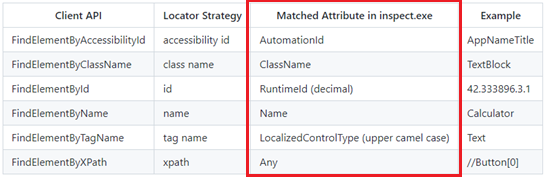 Client API Locator Strategy Matched Attribute in inspect.exe Example
FindElementByAccessibilityId accessibility id AutomationId AppNameTitle
FindElementByClassName class name ClassName TextBlock
FindElementById id RuntimeId (decimal) 42.333896.3.1
FindElementByName name Name Calculator
FindElementByTagName tag name LocalizedControlType (upper camel case) Text
FindElementByXPath xpath Any //Button[0]